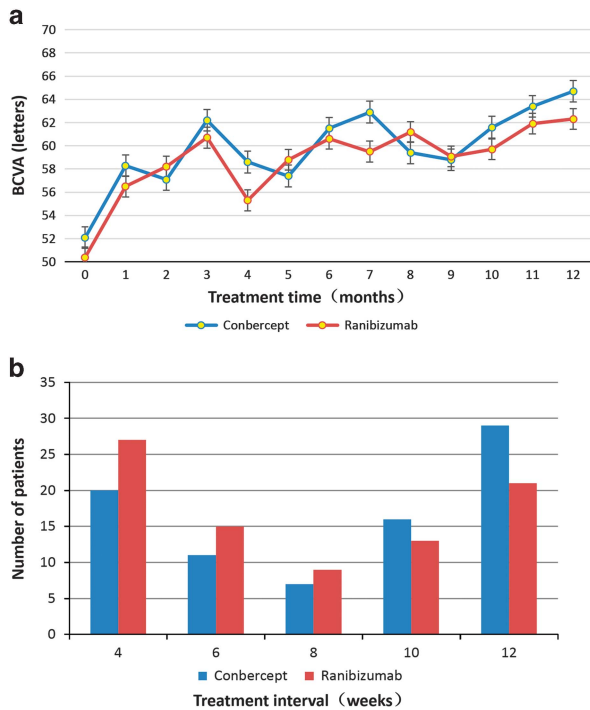 a
70
68
66
64
62
60
58
56
54
52
50
BCVA (letters)
0 1 2 3 4 5 6 7 8 9 10 11 12
Treatment time（months）
Conbercept Ranibizumab
b
35
30
25
20
15
10
5
0
Number of patients
4 6 8 10 12
Conbercept Ranibizumab
Treatment interval（weeks）